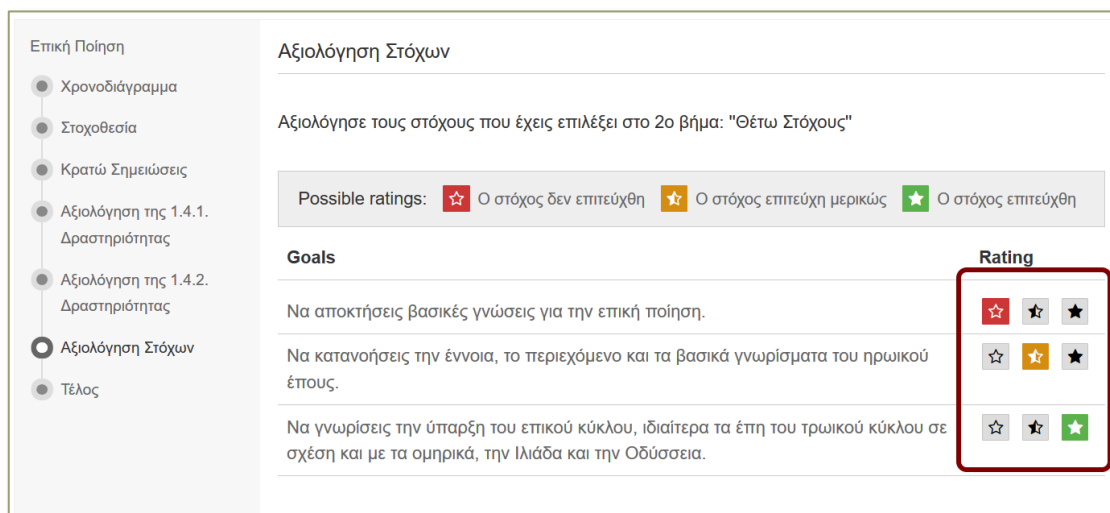 Επική Ποίηση
Χρονοδιάγραμμα
Στοχοθεσία
Κρατώ Σημειώσεις
Αξιολόγηση της 1.4.1.
Δραστηριότητας
Αξιολόγηση της 1.4.2.
Δραστηριότητας
Αξιολόγηση Στόχων
Τέλος
Αξιολόγηση Στόχων
Αξιολόγησε τους στόχους που έχεις επιλέξει στο 2ο βήμα: "Θέτω Στόχους"
Possible ratings: Ο στόχος δεν επιτεύχθη Ο στόχος επιτεύχη μερικώς Ο στόχος επιτεύχθη
Goals Rating
Να αποκτήσεις βασικές γνώσεις για την επική ποίηση.
Να κατανοήσεις την έννοια, το περιεχόμενο και τα βασικά γνωρίσματα του ηρωικού
έπους.
Να γνωρίσεις την ύπαρξη του επικού κύκλου, ιδιαίτερα τα έπη του τρωικού κύκλου σε
σχέση και με τα ομηρικά, την Ιλιάδα και την Οδύσσεια.